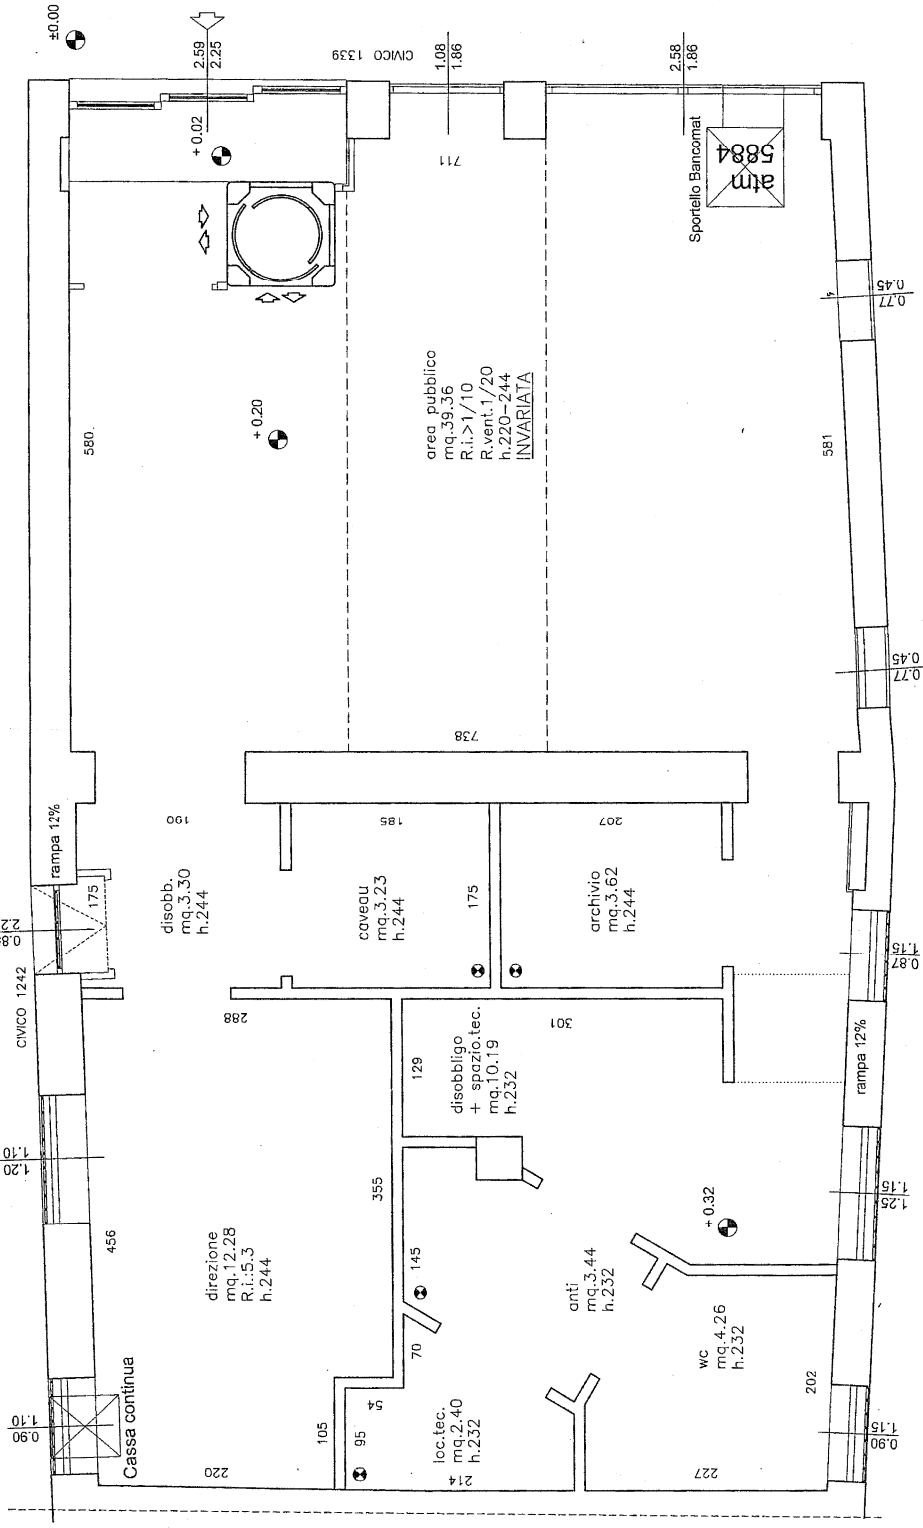 ±0.00
2.59
2.25
CIVICO 1339
1.08
1.86
2.58
1.86
+0.02
711
Sportello Bancomat
atm
5884
0.45
0.77
580.
+0.20
area pubblico
mq.39.36
R.i.>1/10
R.vent.1/20
h.220-244
INVARIATA
581
0.45
0.77
738
rampa 12%
190
185
207
175
disobb.
mq.3.30
h.244
caveau
mq.3.23
h.244
175
archivio
mq.3.62
h.244
1.15
0.87
CIVICO 1242
288
301
129
disobbligo
+ spazio.tec.
mq.10.19
h.232
rampa 12%
1.10
1.20
355
1.15
1.25
456
direzione
mq.12.28
R.i.:5.3
h.244
145
+0.32
anti
mq.3.44
h.232
70
wc
mq.4.26
h.232
202
1.10
0.90
Cassa continua
105
54
95
loc.tec.
mq.2.40
h.232
1.15
0.90
220
214
227